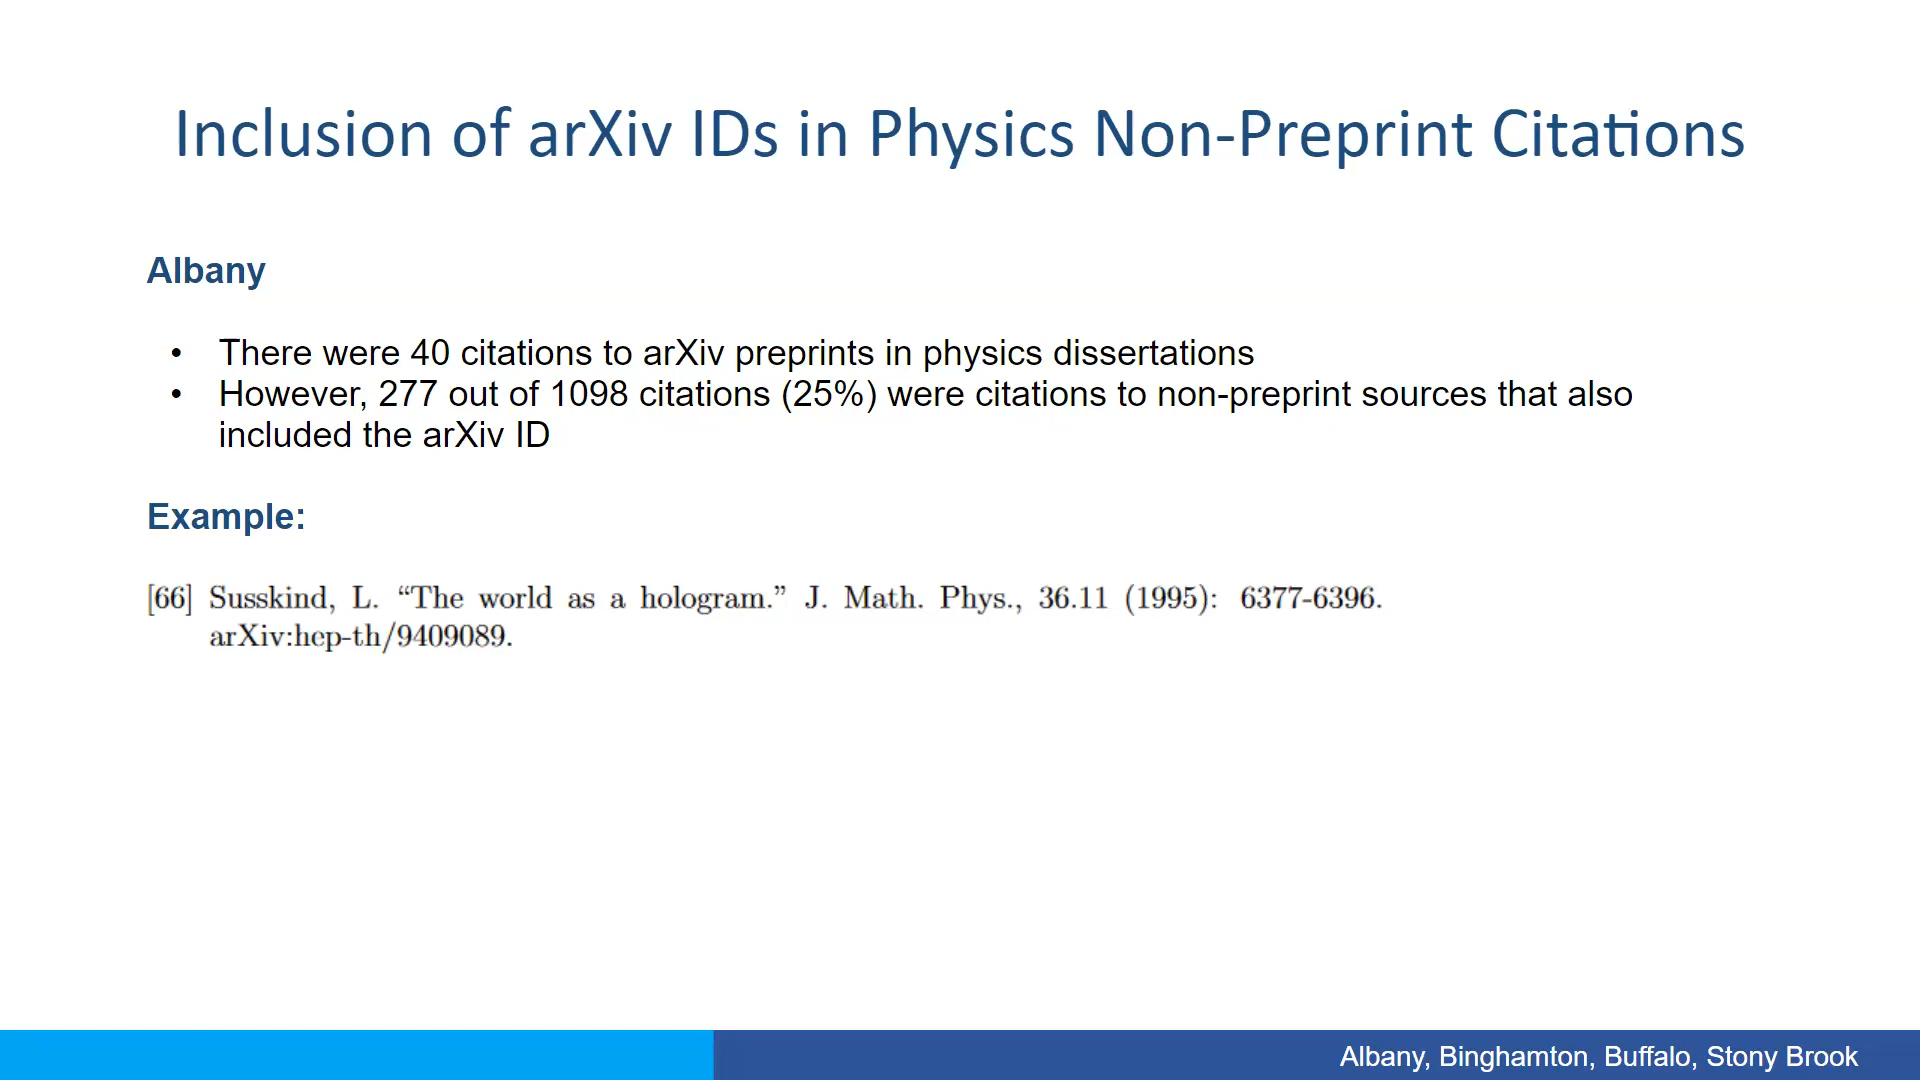 Inclusion of arXiv IDs in Physics Non-Preprint Citations
Albany
• There were 40 citations to arXiv preprints in physics dissertations
• However, 277 out of 1098 citations (25%) were citations to non-preprint sources that also
included the arXiv ID
Example:
[66] Susskind, L. “The world as a hologram.” J. Math. Phys., 36.11 (1995): 6377-6396.
arXiv:hep-th/9409089.
Albany, Binghamton, Buffalo, Stony Brook